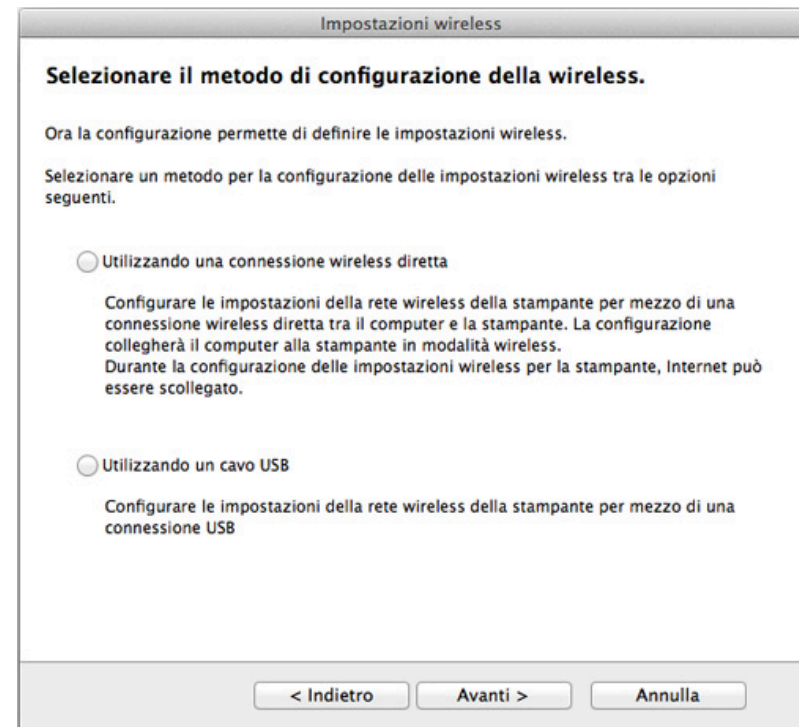 Impostazioni wireless
Selezionare il metodo di configurazione della wireless.
Ora la configurazione permette di definire le impostazioni wireless.
Selezionare un metodo per la configurazione delle impostazioni wireless tra le opzioni
seguenti.
Utilizzando una connessione wireless diretta
Configurare le impostazioni della rete wireless della stampante per mezzo di una
connessione wireless diretta tra il computer e la stampante. La configurazione
collegherà il computer alla stampante in modalità wireless.
Durante la configurazione delle impostazioni wireless per la stampante, Internet può
essere scollegato.
Utilizzando un cavo USB
Configurare le impostazioni della rete wireless della stampante per mezzo di una
connessione USB
< Indietro Avanti > Annulla